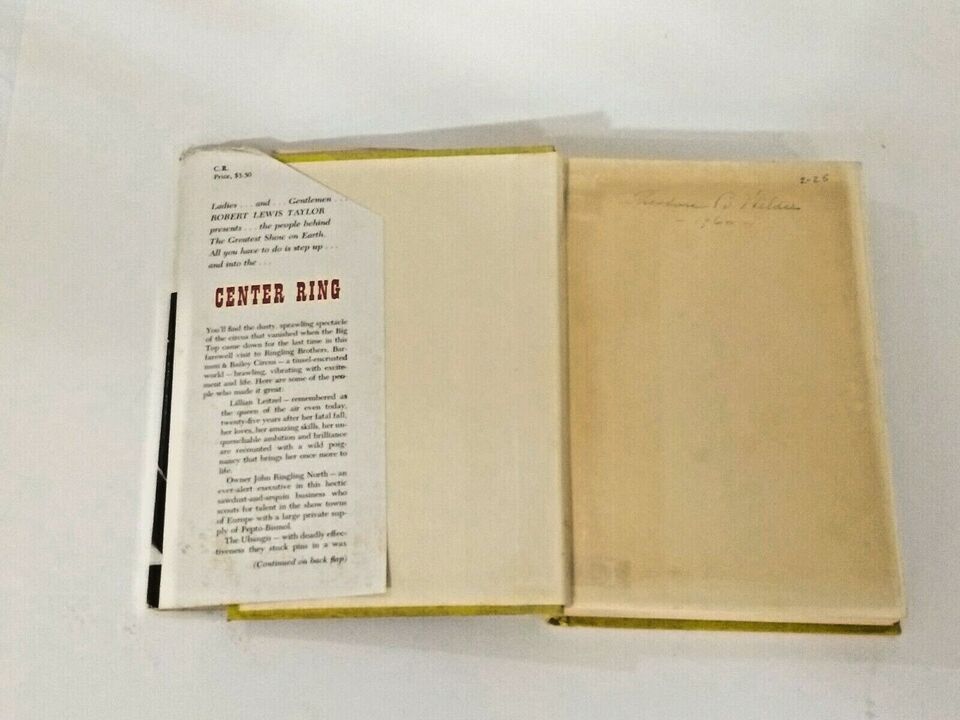 C.R.
Price, $3.50
Ladies . . . and . . . Gentlemen . . .
ROBERT LEWIS TAYLOR
presents . . . the people behind
The Greatest Show on Earth.
All you have to do is step up . . .
and into the . . .
CENTER RING
You'll find the dusty, sprawling spectacle
of the circus that vanished when the Big
Top came down for the last time in this
farewell visit to Ringling Brothers, Bar-
num & Bailey Circus — a tinsel-encrusted
world — brawling, vibrating with excite-
ment and life. Here are some of the peo-
ple who made it great:
Lillian Leitzel — remembered as
the queen of the air even today,
twenty-five years after her fatal fall,
her loves, her amazing skills, her un-
quenchable ambition and brilliance
are recounted with a wild poig-
nancy that brings her once more to
life.
Owner John Ringling North — an
ever-alert executive in this hectic
sawdust-and-sequin business who
scouts for talent in the show towns
of Europe with a large private sup-
ply of Pepto-Bismol.
The Ubangis — with deadly effec-
tiveness they stuck pins in a wax
(Continued on back flap)
2-25
Theodore B